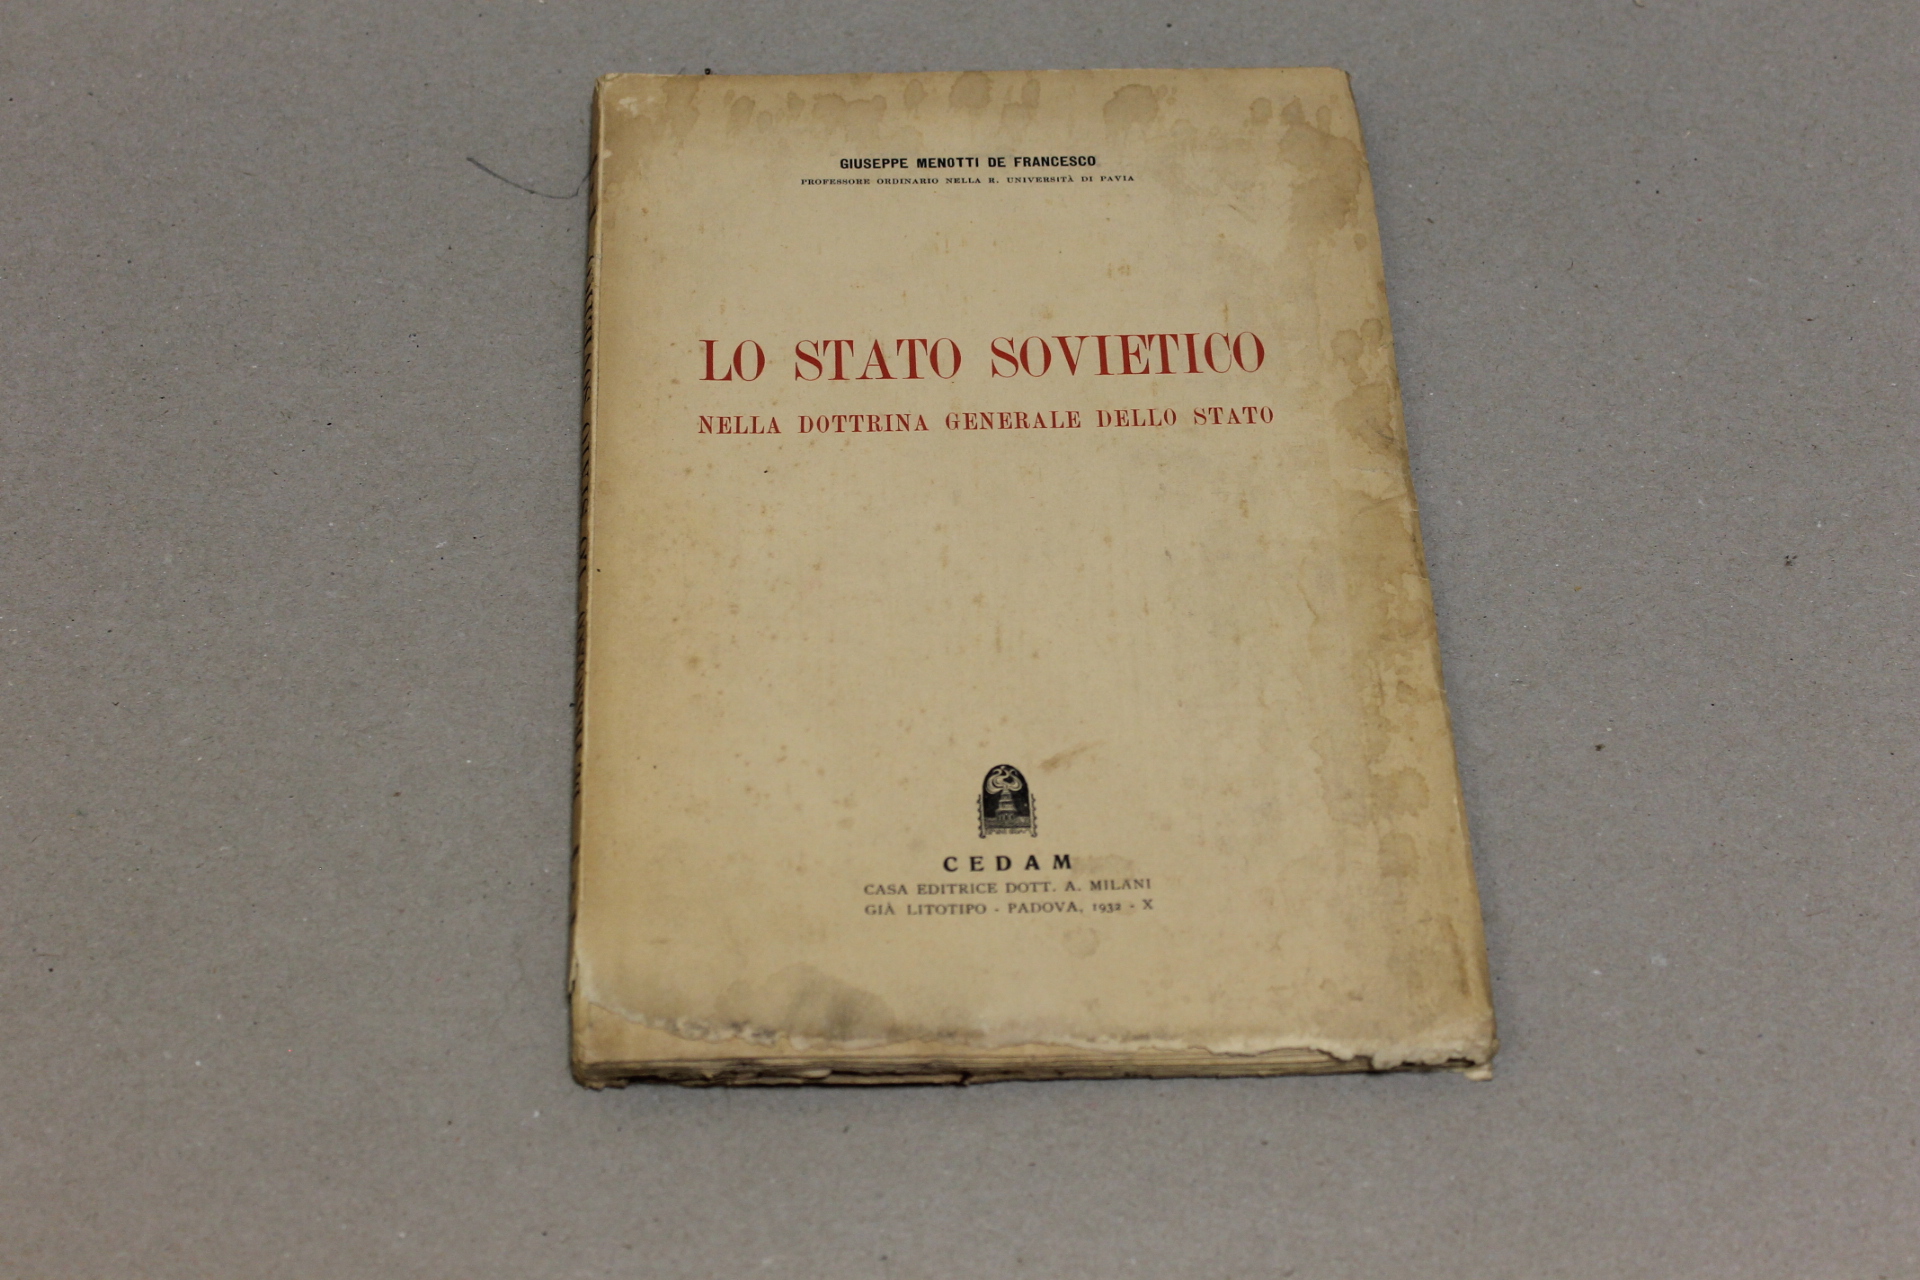 GIUSEPPE MENOTTI DE FRANCESCO
PROFESSORE ORDINARIO NELLA R. UNIVERSITÀ DI PAVIA
LO STATO SOVIETICO
NELLA DOTTRINA GENERALE DELLO STATO
CEDAM
CASA EDITRICE DOTT. A. MILANI
GIÀ LITOTIPO - PADOVA, 1932 - X